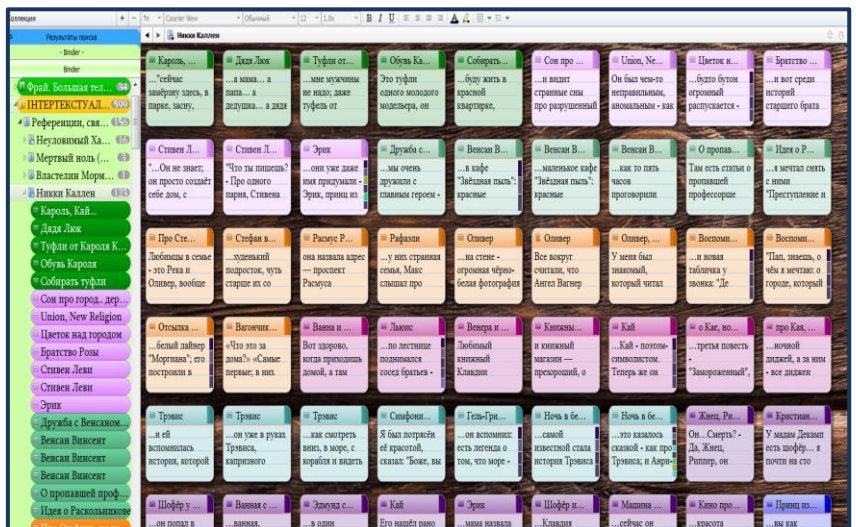 Коллекции
Courier New
Обычный
12
1.0x
B I U
Результаты поиска
- Binder -
Binder
Никки Каллен
Фрай. Большая тел... 34
ІНТЕРТЕКСТУАЛ... 599
Референции, свя... 156
Неуловимый Ха... 16
Мертвый ноль (... 3
Властелин Морм... 1
Никки Каллен 123
Кароль, Кай...
Дядя Люк
Туфли от Кароля К...
Обувь Кароля
Собирать туфли
Сон про город.. дер...
Union, New Religion
Цветок над городом
Братство Розы
Стивен Леви
Стивен Леви
Эрик
Дружба с Венсаном...
Венсан Винсент
Венсан Винсент
Венсан Винсент
О пропавшей проф...
Идея о Раскольникове
Кароль, ...
..."сейчас
замёрзну здесь, в
парке, засну,
Дядя Люк
...а мама… а
папа… а
дедушка… а дядя
Туфли от...
...мне мужчины
не надо; даже
туфель от
Обувь Ка...
Это туфли
одного молодого
модельера, он
Собирать...
...буду жить в
красной
квартирке,
Сон про ...
...и видит
странные сны
про разрушенный
Union, Ne...
Он был чем-то
неправильным,
аномальным - как
Цветок н...
...будто бутон
огромный
распускается -
Братство ...
...и вот среди
историй
старшего брата
Стивен Л...
"…Он не знает;
он просто создаёт
себе дом, с
Стивен Л...
"Что ты пишешь?
- Про одного
парня, Стивена
Эрик
...они уже даже
имя придумали -
Эрик, принц из
Дружба с...
...мы очень
дружили с
главным героем -
Венсан В...
...в кафе
"Звёздная пыль":
красные
Венсан В...
...маленькое кафе
"Звёздная пыль":
красные
Венсан В...
...как то пять
часов
проговорили
О пропав...
Там есть статьи о
пропавшей
профессорше
Идея о Р...
...я мечтал снять
с ними
"Преступление и
Про Сте...
Любимцы в семье
- это Река и
Оливер, вообще
Стефан в...
...худенький
подросток, чуть
старше их со
Расмус Р...
она назвала адрес
— проспект
Расмуса
Рафаэли
...у них странная
семья, Макс
слышал про
Оливер
...на стене -
огромная чёрно-
белая фотография
Оливер
Все вокруг
считали, что
Ангел Вагнер
Оливер, ...
У меня был
знакомый,
который читал
Воспоми...
...и новая
табличка у
звонка: "Де
Воспоми...
"Пап, знаешь, о
чём я мечтаю: о
городе, который
Отсылка ...
...белый лайнер
"Моргиана"; его
построили в
Вагончик...
«Что это за
дома?» «Самые
первые; в них
Ванна и ...
Вот здорово,
когда приходишь
домой, а там
Льюис
...по лестнице
поднимался
сосед братьев -
Венера и ...
Любимый
книжный
Клавдии
Книжны...
и книжный
магазин —
прехороший, о
Кай
...Кай - поэтом-
символистом.
Теперь же он
о Кае, но...
...третья повесть
-
"Замороженный",
про Кая, ...
...ночной
диджей, а за ним
- все диджеи
Трэвис
...и ей
вспомнилась
история, которой
Трэвис
...он уже в руках
Трэвиса,
капризного
Трэвис
...как смотреть
вниз, в море, с
корабля и видеть
Симфони...
Я был потрясён
её красотой,
сказал: "Боже, вы
Гель-Гри...
...он вспомнил:
есть легенда о
том, что море -
Ночь в бе...
...самой
известной стала
история Трэвиса
Ночь в бе...
...это казалось
сказкой - как про
Трэвиса; и Анри-
Жнец, Ри...
Он…Смерть? -
Да, Жнец,
Риппер, он
Кристиан...
У мадам Декамп
есть шофёр… я
почти на сто
Шофёр у ...
...он попал в
Ванная с ...
...ванная,
Эдмунд с...
...в один
Кай
Его нашёл рано
Эрик
...мама назвала
Шофёр и...
...Клавдия
Машина ...
...сейчас он
Кино про...
...красота
Принц из...
...вы как